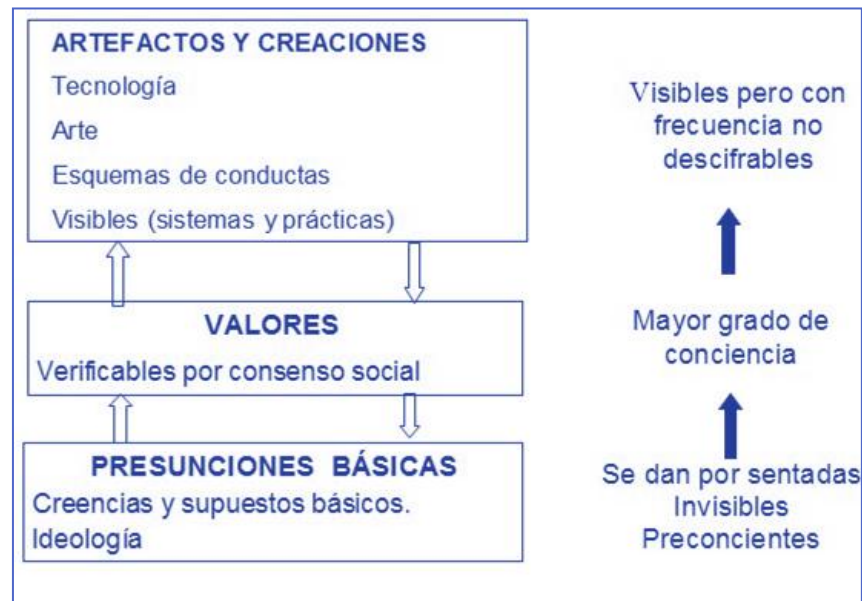 ARTEFACTOS Y CREACIONES
Tecnología
Arte
Esquemas de conductas
Visibles (sistemas y prácticas)
Visibles pero con
frecuencia no
descifrables
VALORES
Verificables por consenso social
Mayor grado de
conciencia
PRESUNCIONES BÁSICAS
Creencias y supuestos básicos.
Ideología
Se dan por sentadas
Invisibles
Preconcientes